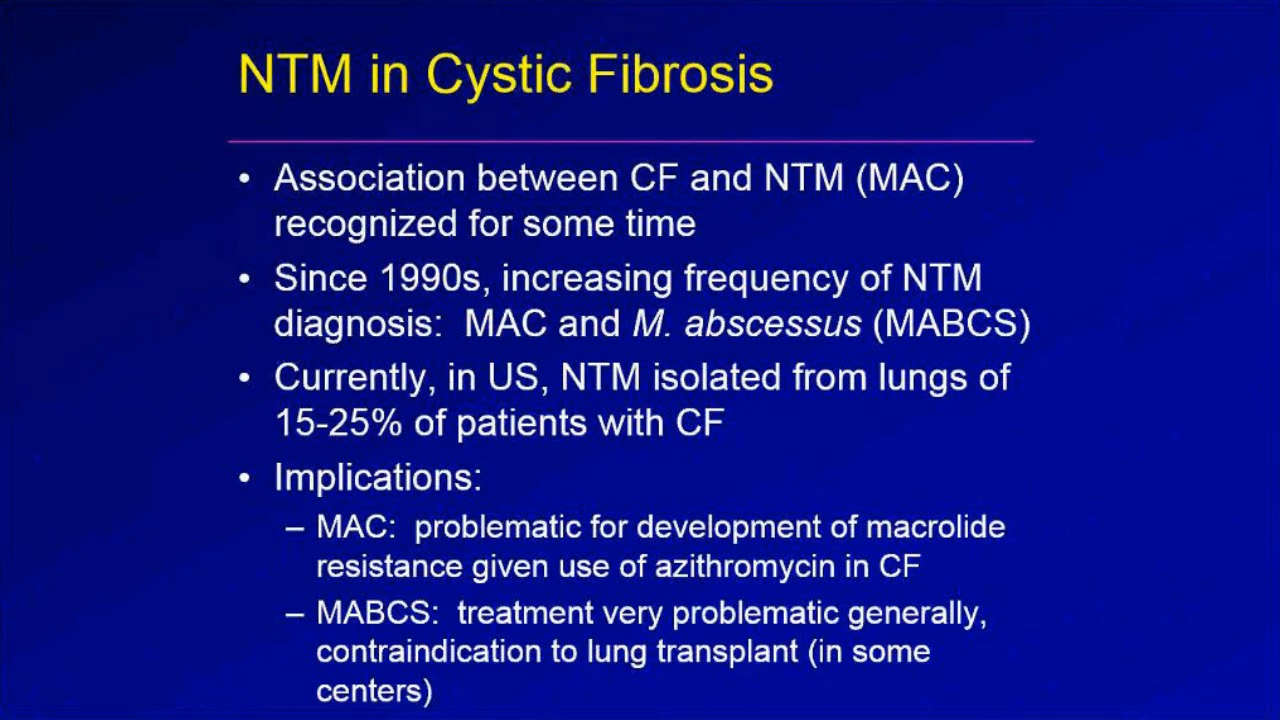 NTM in Cystic Fibrosis
• Association between CF and NTM (MAC)
recognized for some time
• Since 1990s, increasing frequency of NTM
diagnosis:  MAC and M. abscessus (MABCS)
• Currently, in US, NTM isolated from lungs of
15-25% of patients with CF
• Implications:
– MAC:  problematic for development of macrolide
resistance given use of azithromycin in CF
– MABCS:  treatment very problematic generally,
contraindication to lung transplant (in some
centers)